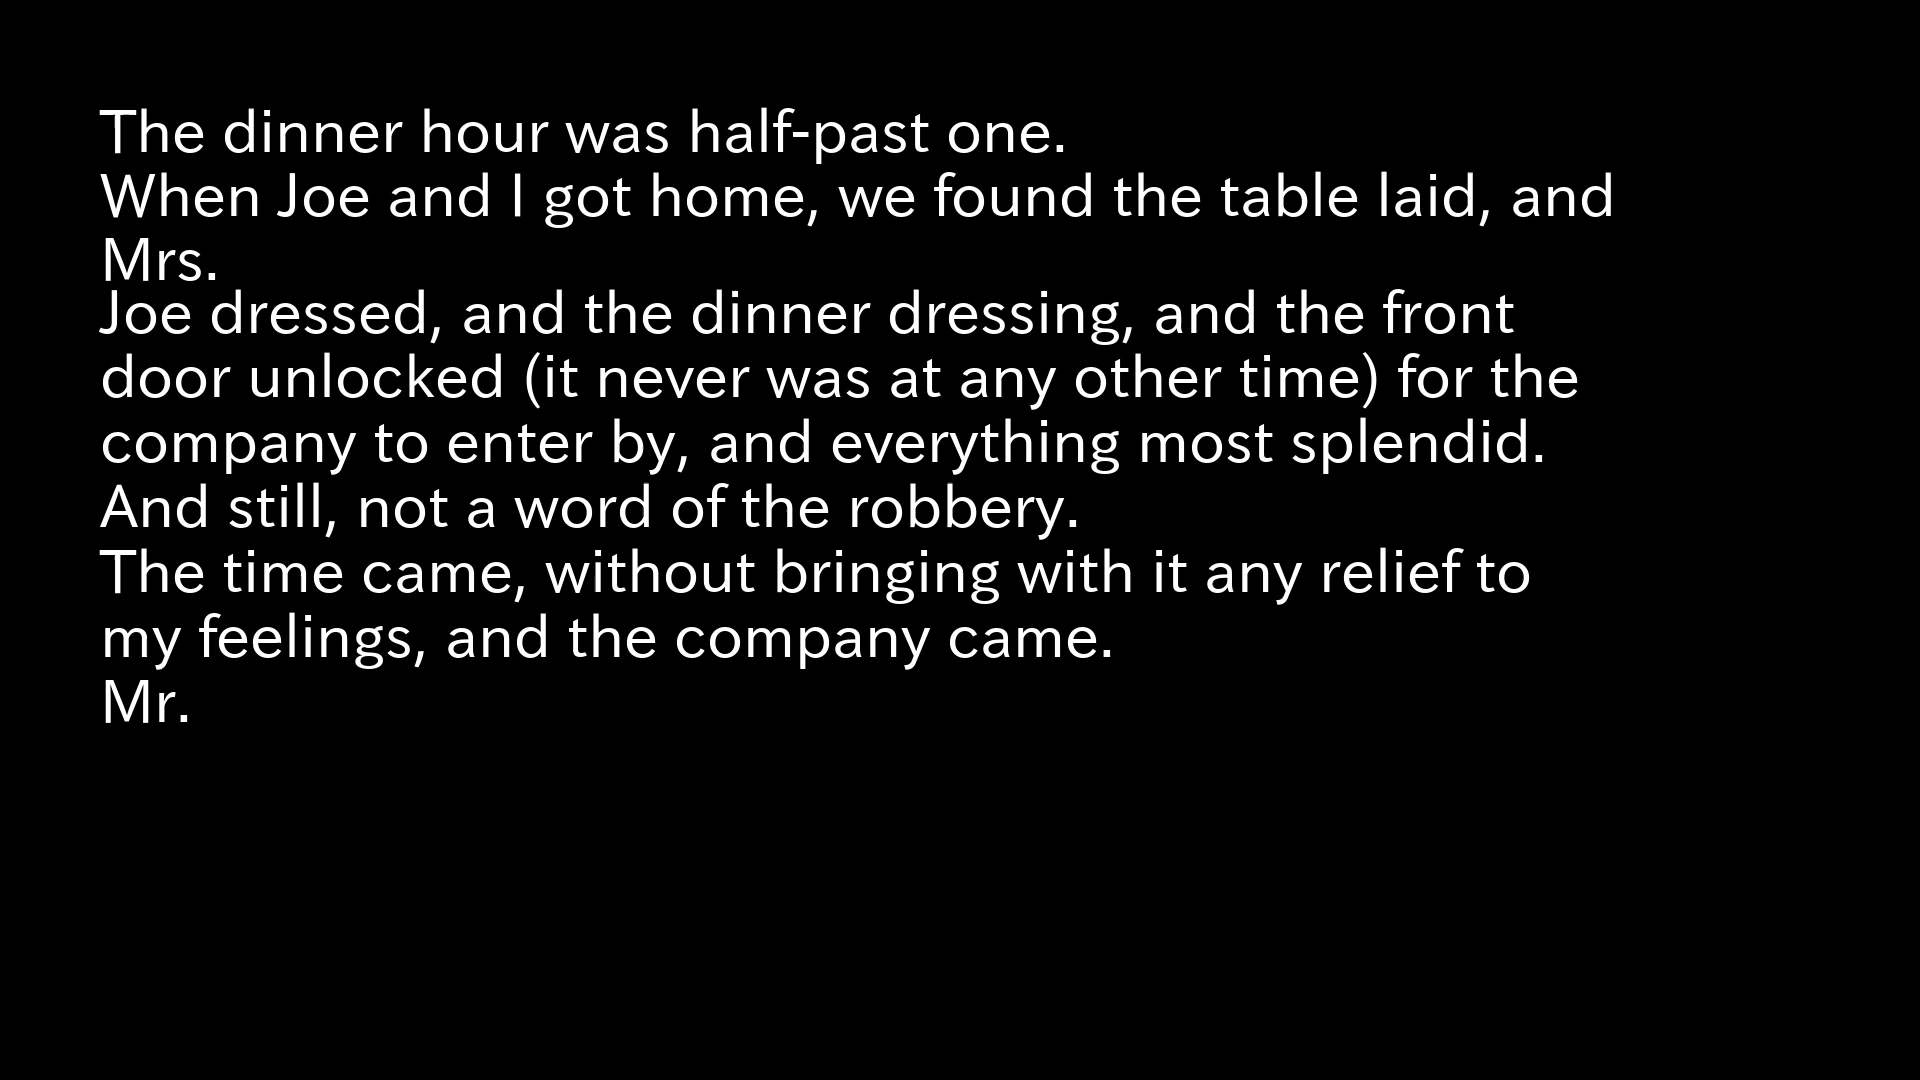 The dinner hour was half-past one.
When Joe and I got home, we found the table laid, and
Mrs.
Joe dressed, and the dinner dressing, and the front
door unlocked (it never was at any other time) for the
company to enter by, and everything most splendid.
And still, not a word of the robbery.
The time came, without bringing with it any relief to
my feelings, and the company came.
Mr.